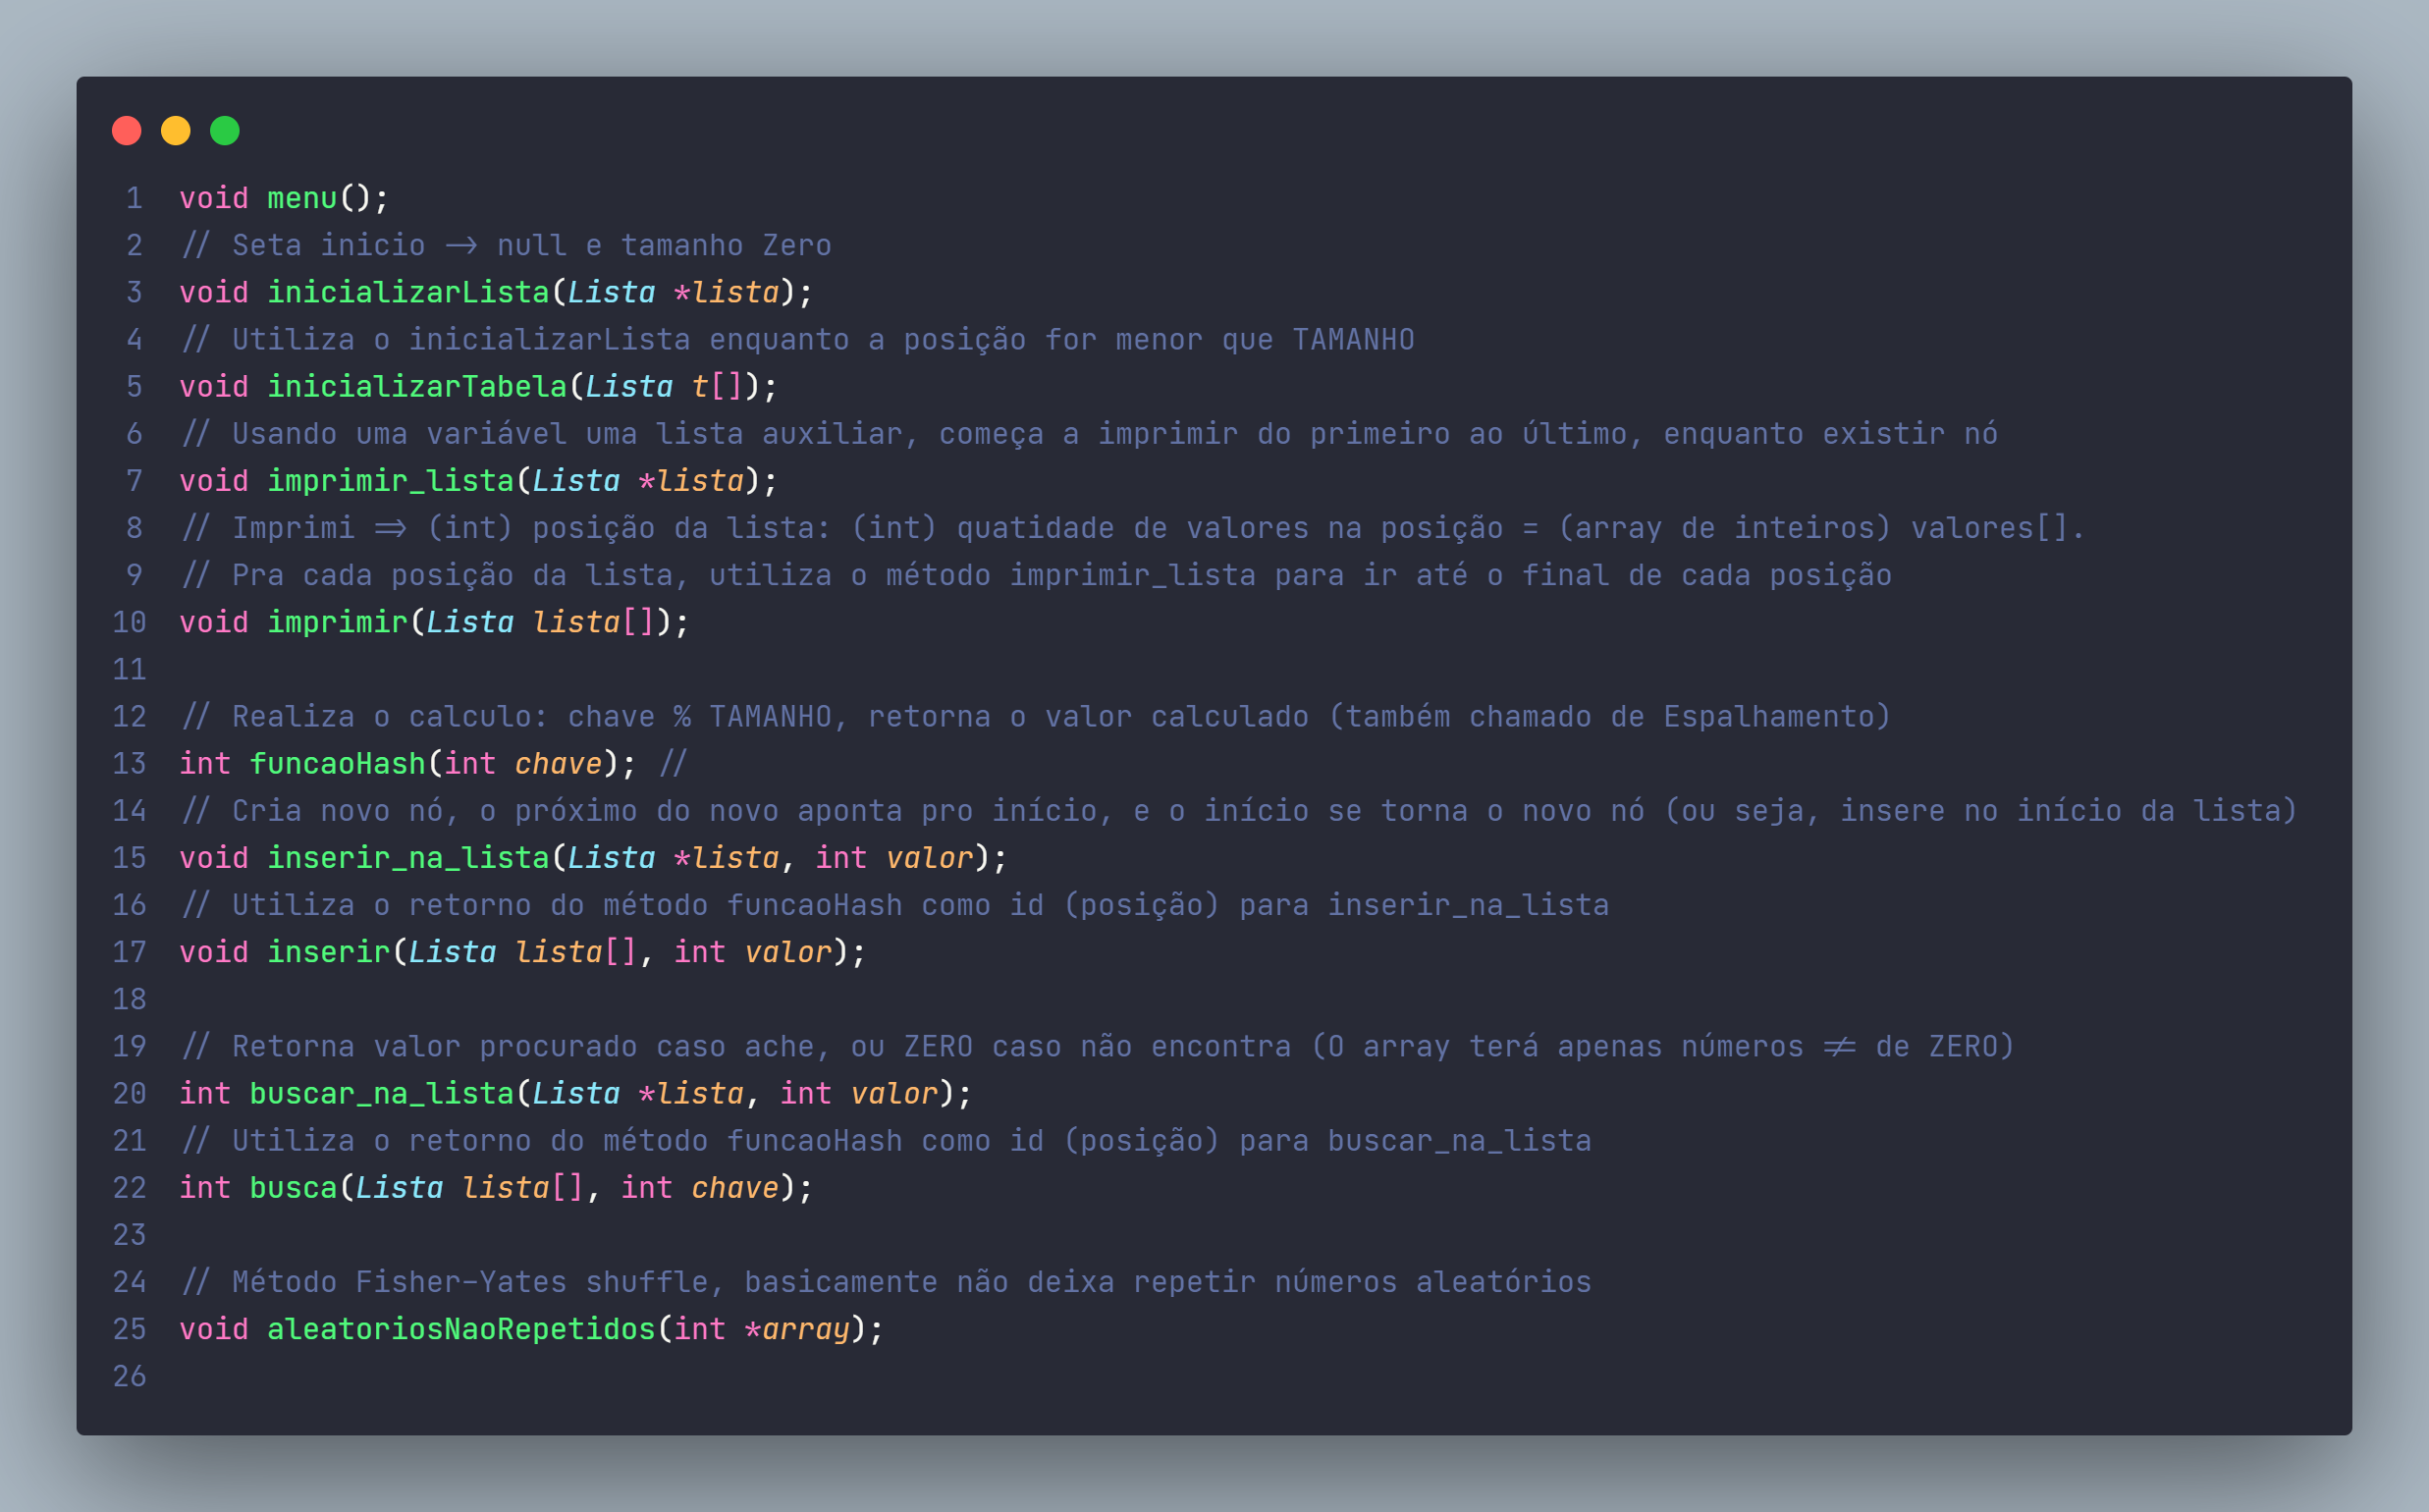 1 void menu();
2 // Seta inicio -> null e tamanho Zero
3 void inicializarLista(Lista *lista);
4 // Utiliza o inicializarLista enquanto a posição for menor que TAMANHO
5 void inicializarTabela(Lista t[]);
6 // Usando uma variável uma lista auxiliar, começa a imprimir do primeiro ao último, enquanto existir nó
7 void imprimir_lista(Lista *lista);
8 // Imprimi => (int) posição da lista: (int) quatidade de valores na posição = (array de inteiros) valores[].
9 // Pra cada posição da lista, utiliza o método imprimir_lista para ir até o final de cada posição
10 void imprimir(Lista lista[]);
11
12 // Realiza o calculo: chave % TAMANHO, retorna o valor calculado (também chamado de Espalhamento)
13 int funcaoHash(int chave); //
14 // Cria novo nó, o próximo do novo aponta pro início, e o início se torna o novo nó (ou seja, insere no início da lista)
15 void inserir_na_lista(Lista *lista, int valor);
16 // Utiliza o retorno do método funcaoHash como id (posição) para inserir_na_lista
17 void inserir(Lista lista[], int valor);
18
19 // Retorna valor procurado caso ache, ou ZERO caso não encontra (O array terá apenas números != de ZERO)
20 int buscar_na_lista(Lista *lista, int valor);
21 // Utiliza o retorno do método funcaoHash como id (posição) para buscar_na_lista
22 int busca(Lista lista[], int chave);
23
24 // Método Fisher-Yates shuffle, basicamente não deixa repetir números aleatórios
25 void aleatoriosNaoRepetidos(int *array);
26